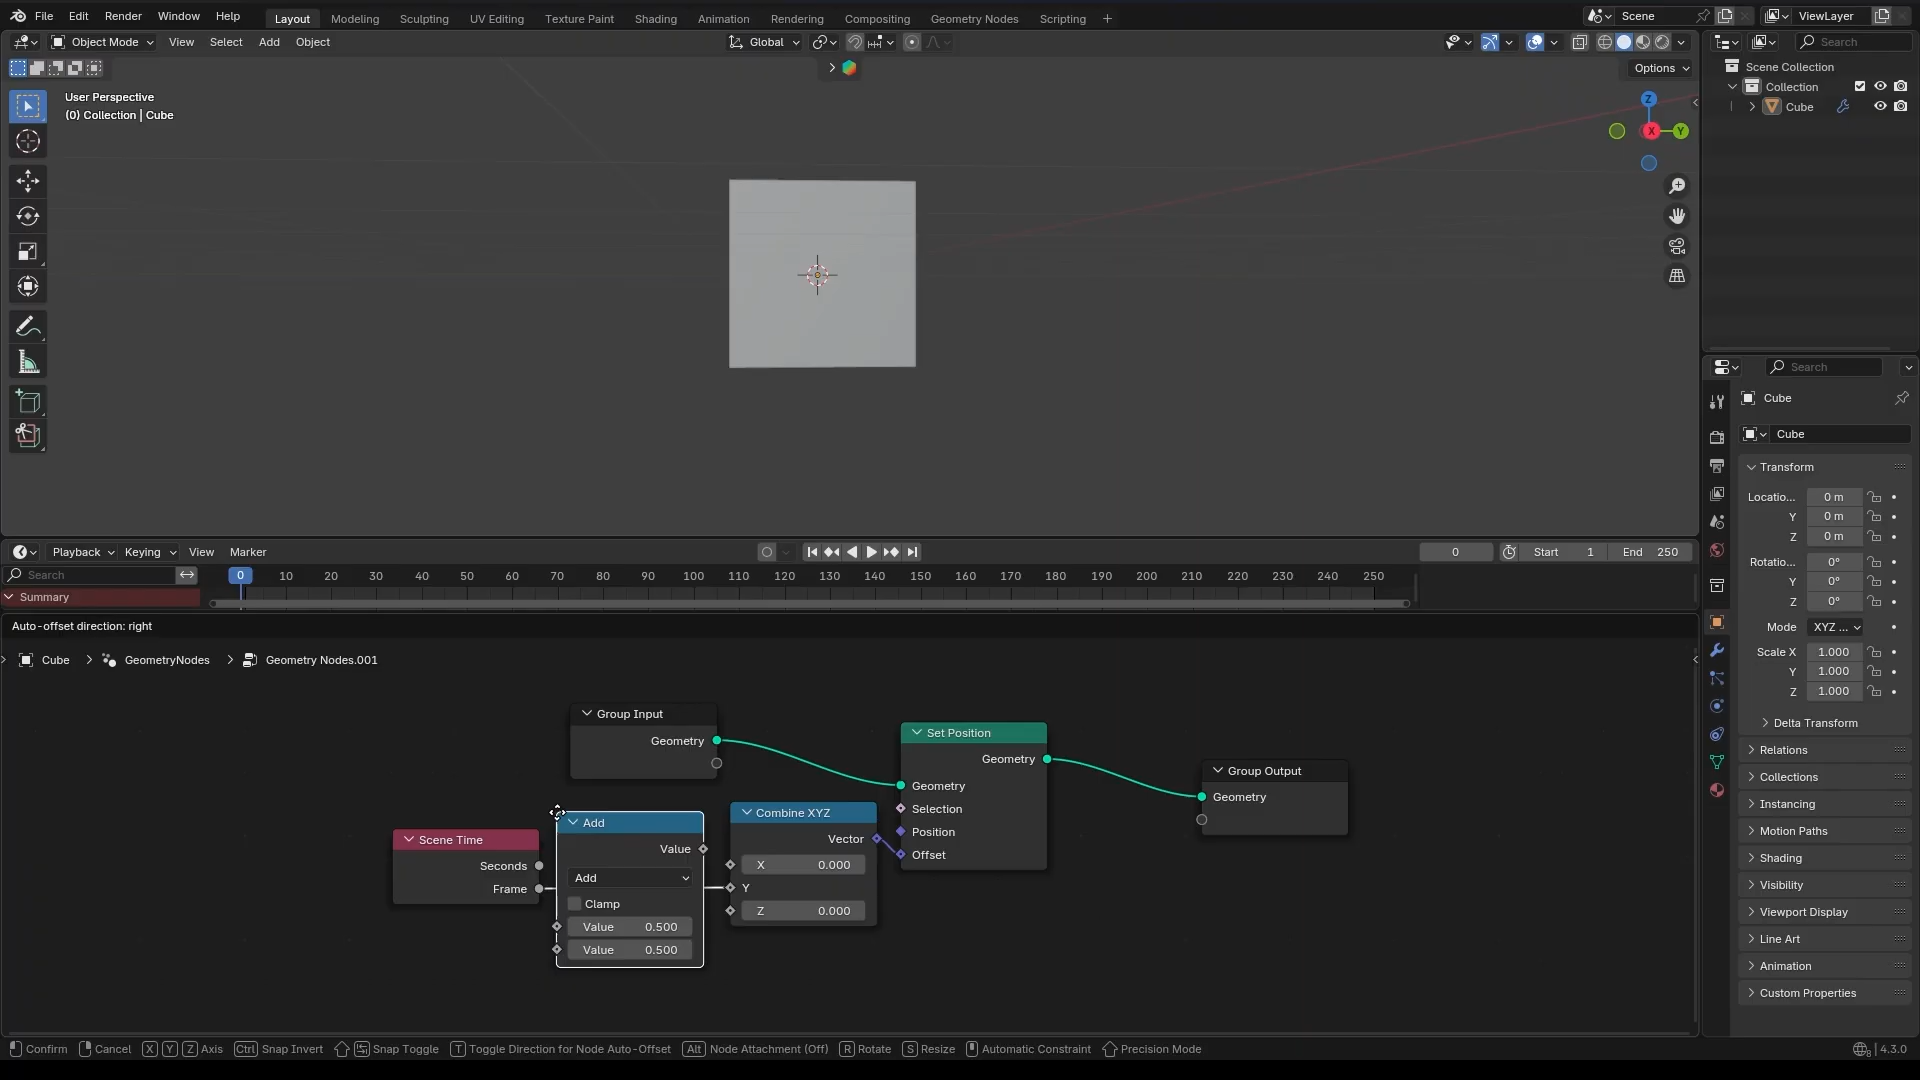 File Edit Render Window Help Layout Modeling Sculpting UV Editing Texture Paint Shading Animation Rendering Compositing Geometry Nodes Scripting + Scene ViewLayer
Object Mode View Select Add Object Global Search
Options
User Perspective
(0) Collection | Cube
Z
X
Y
Scene Collection
Collection
Cube
Search
Cube
Cube
Transform
Locatio... 0 m
Y 0 m
Z 0 m
Rotatio... 0°
Y 0°
Z 0°
Mode XYZ ...
Scale X 1.000
Y 1.000
Z 1.000
Delta Transform
Relations
Collections
Instancing
Motion Paths
Shading
Visibility
Viewport Display
Line Art
Animation
Custom Properties
Playback Keying View Marker 0 Start 1 End 250
Search 0 10 20 30 40 50 60 70 80 90 100 110 120 130 140 150 160 170 180 190 200 210 220 230 240 250
Summary
Auto-offset direction: right
Cube GeometryNodes Geometry Nodes.001
Group Input
Geometry
Set Position
Geometry
Geometry
Selection
Position
Offset
Group Output
Geometry
Scene Time
Seconds
Frame
Add
Value
Add
Clamp
Value 0.500
Value 0.500
Combine XYZ
Vector
X 0.000
Y
Z 0.000
Confirm Cancel X Y Z Axis Ctrl Snap Invert Snap Toggle T Toggle Direction for Node Auto-Offset Alt Node Attachment (Off) R Rotate S Resize Automatic Constraint Precision Mode 4.3.0